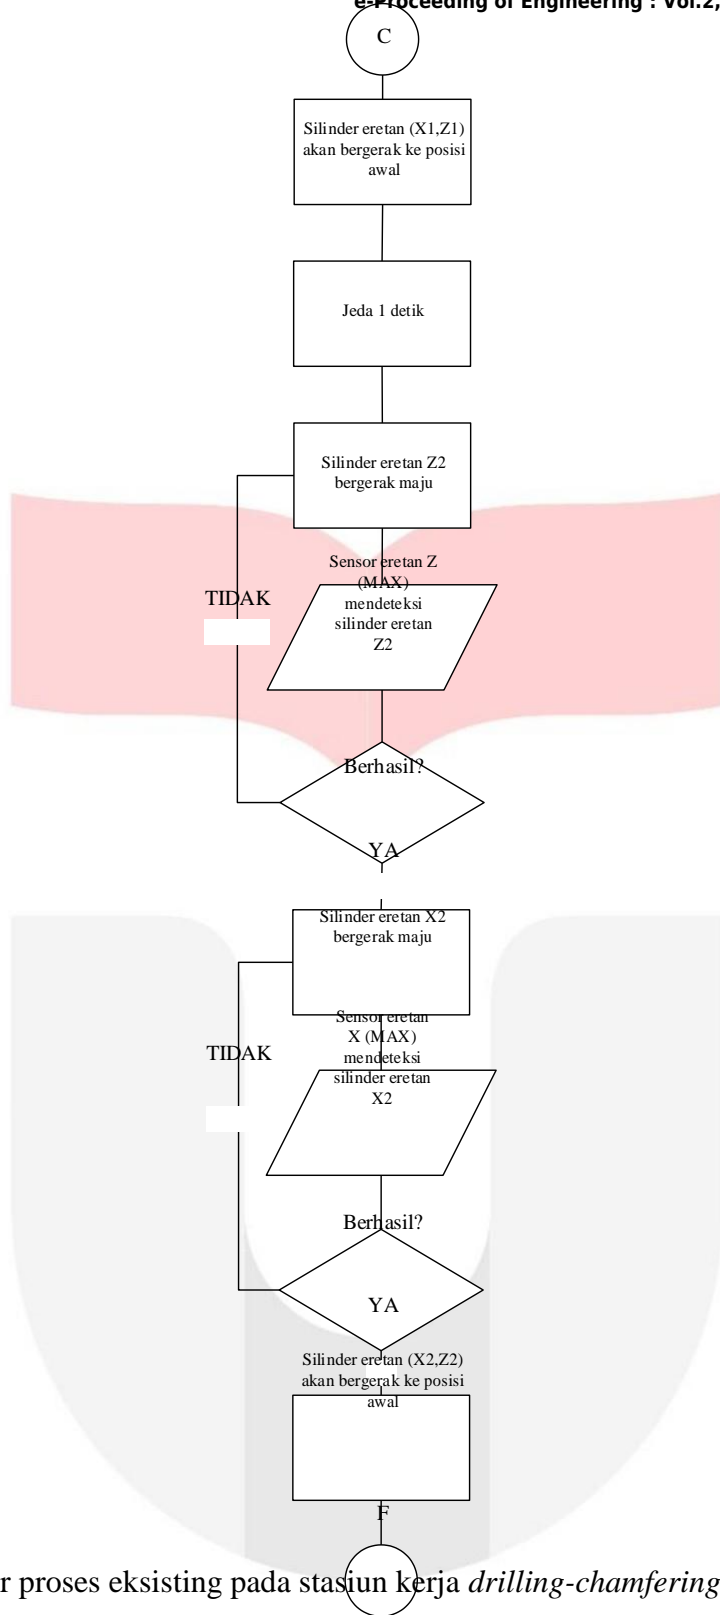 e-Proceeding of Engineering : Vol.2,
C
Silinder eretan (X1,Z1)
akan bergerak ke posisi
awal
Jeda 1 detik
Silinder eretan Z2
bergerak maju
Sensor eretan Z
(MAX)
mendeteksi
silinder eretan
Z2
TIDAK
Berhasil?
YA
Silinder eretan X2
bergerak maju
Sensor eretan
X (MAX)
mendeteksi
silinder eretan
X2
TIDAK
Berhasil?
YA
Silinder eretan (X2,Z2)
akan bergerak ke posisi
awal
F
r proses eksisting pada stasiun kerja drilling-chamfering